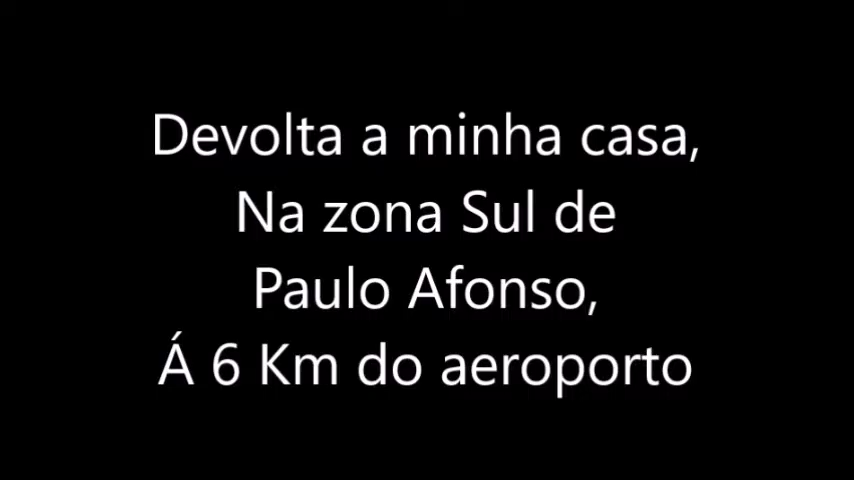 Devolta a minha casa,
Na zona Sul de
Paulo Afonso,
Á 6 Km do aeroporto